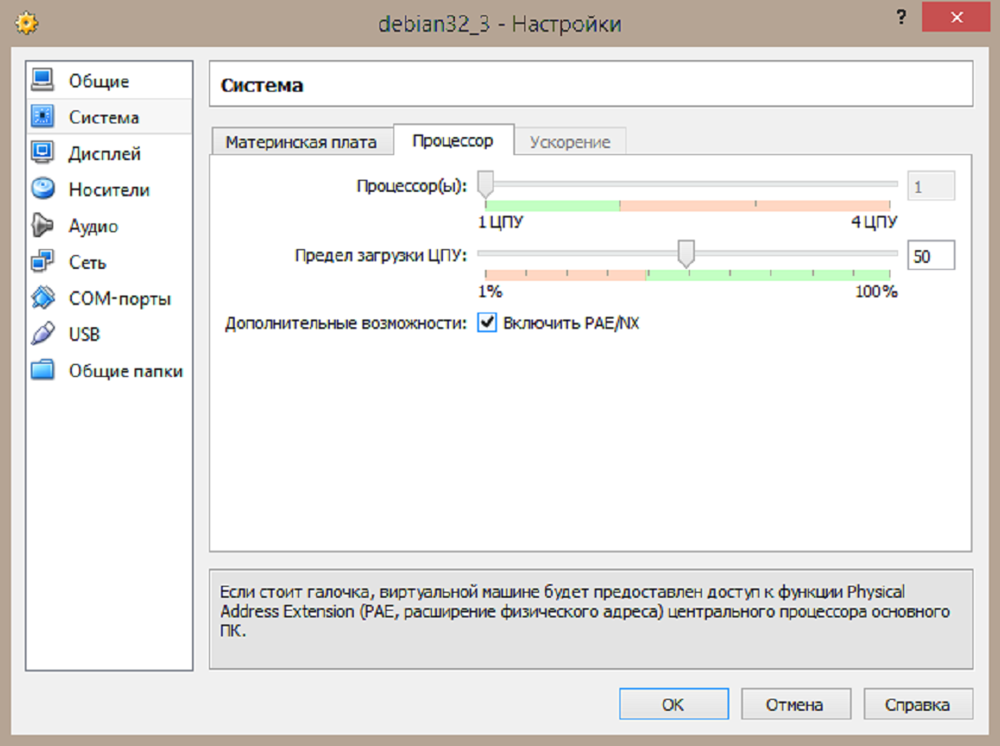 debian32_3 - Настройки
?
Общие
Система
Дисплей
Носители
Аудио
Сеть
COM-порты
USB
Общие папки
Система
Материнская плата
Процессор
Ускорение
Процессор(ы):
1
1 ЦПУ
4 ЦПУ
Предел загрузки ЦПУ:
50
1%
100%
Дополнительные возможности:
Включить PAE/NX
Если стоит галочка, виртуальной машине будет предоставлен доступ к функции Physical
Address Extension (PAE, расширение физического адреса) центрального процессора основного
ПК.
OK
Отмена
Справка